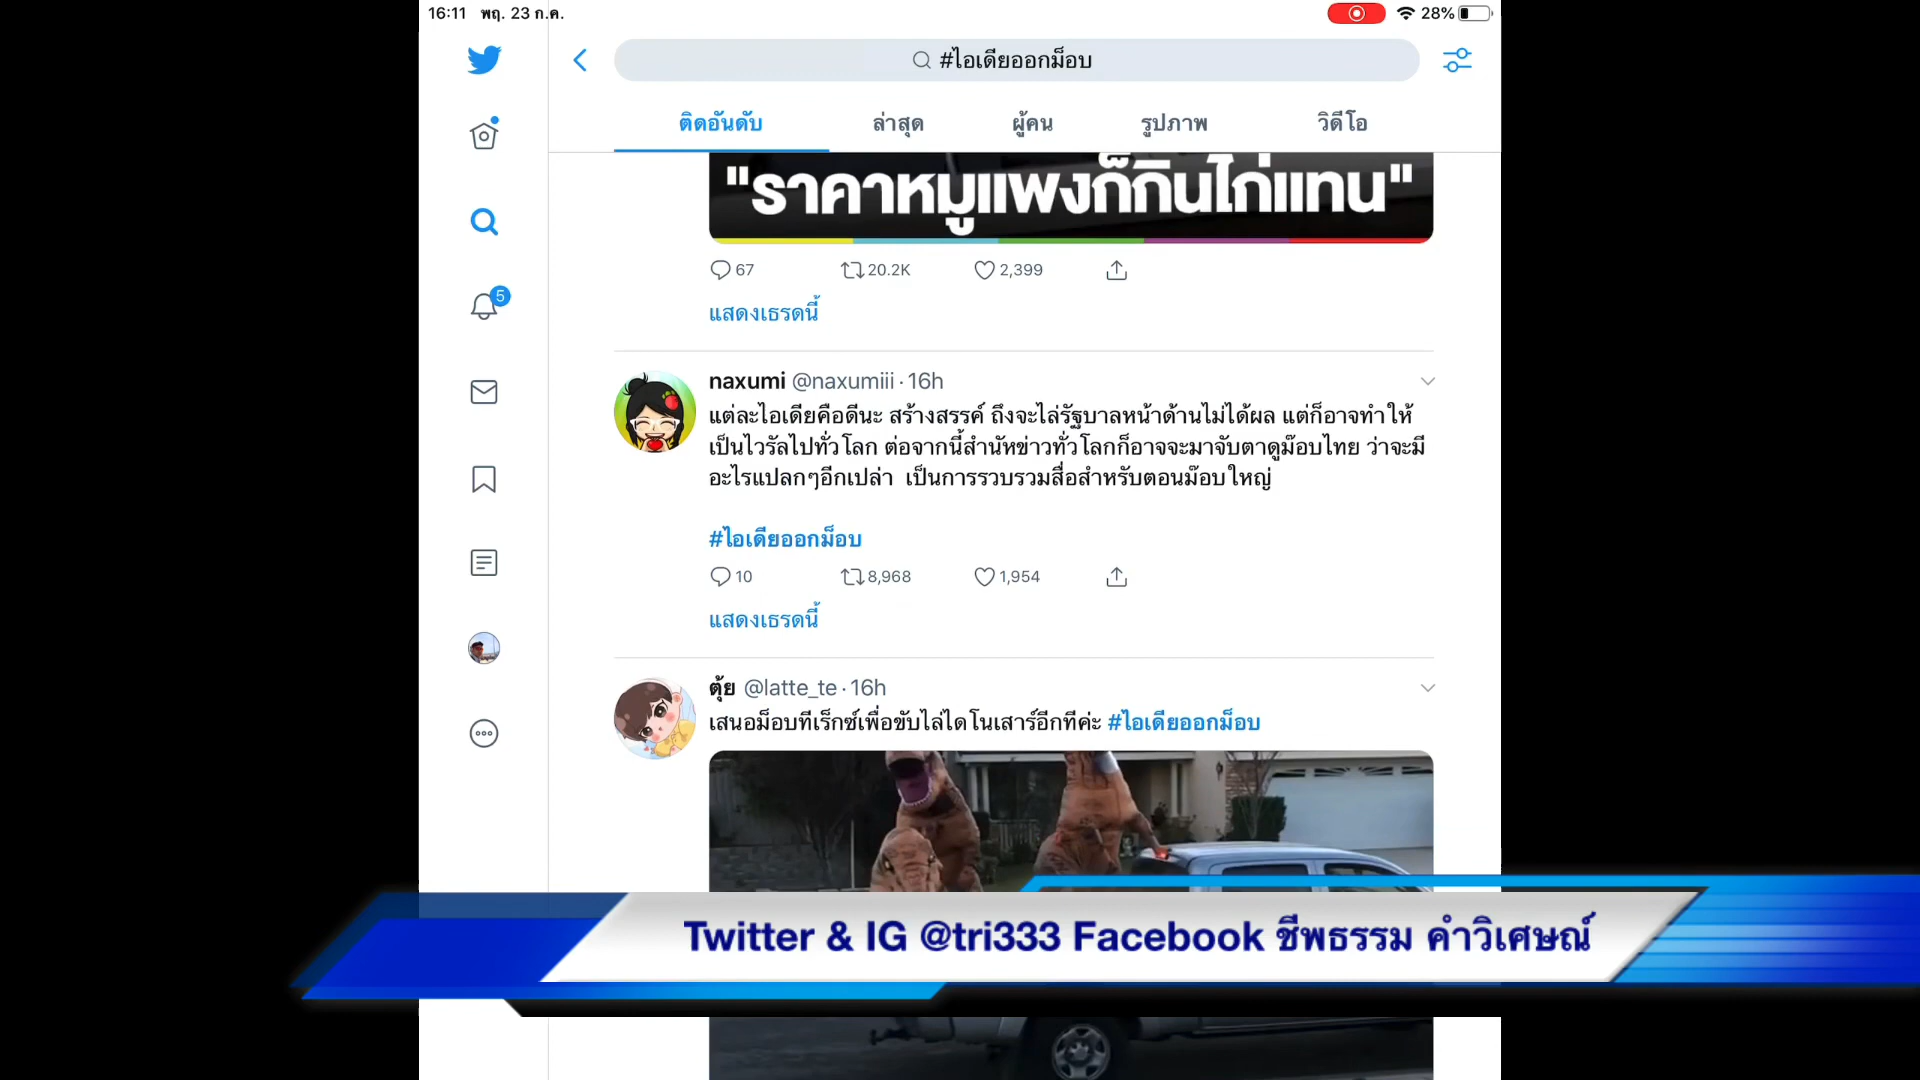 16:11 พฤ. 23 ก.ค.
28%
#ไอเดียออกม็อบ
ติดอันดับ ล่าสุด ผู้คน รูปภาพ วิดีโอ
"ราคาหมูแพงก็กินไก่แทน"
67 20.2K 2,399
แสดงเธรดนี้
5
naxumi @naxumiii · 16h
แต่ละไอเดียคือดีนะ สร้างสรรค์ ถึงจะไล่รัฐบาลหน้าด้านไม่ได้ผล แต่ก็อาจทำให้
เป็นไวรัลไปทั่วโลก ต่อจากนี้สำนัหข่าวทั่วโลกก็อาจจะมาจับตาดูม๊อบไทย ว่าจะมี
อะไรแปลกๆอีกเปล่า เป็นการรวบรวมสื่อสำหรับตอนม๊อบใหญ่
#ไอเดียออกม็อบ
10 8,968 1,954
แสดงเธรดนี้
ตุ้ย @latte_te · 16h
เสนอม็อบทีเร็กซ์เพื่อขับไล่ไดโนเสาร์อีกทีค่ะ #ไอเดียออกม็อบ
Twitter & IG @tri333 Facebook ชีพธรรม คำวิเศษณ์